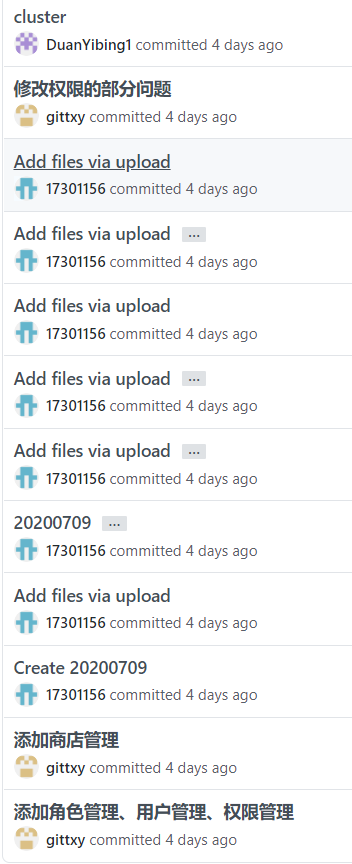 cluster
DuanYibing1 committed 4 days ago
修改权限的部分问题
gittxy committed 4 days ago
Add files via upload
17301156 committed 4 days ago
Add files via upload ...
17301156 committed 4 days ago
Add files via upload
17301156 committed 4 days ago
Add files via upload ...
17301156 committed 4 days ago
Add files via upload ...
17301156 committed 4 days ago
20200709 ...
17301156 committed 4 days ago
Add files via upload
17301156 committed 4 days ago
Create 20200709
17301156 committed 4 days ago
添加商店管理
gittxy committed 4 days ago
添加角色管理、用户管理、权限管理
gittxy committed 4 days ago